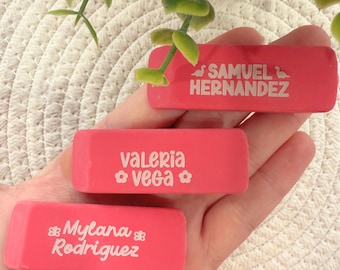 SAMUEL
HERNANDEZ
VALERIA
VEGA
Mylana
Rodriguez